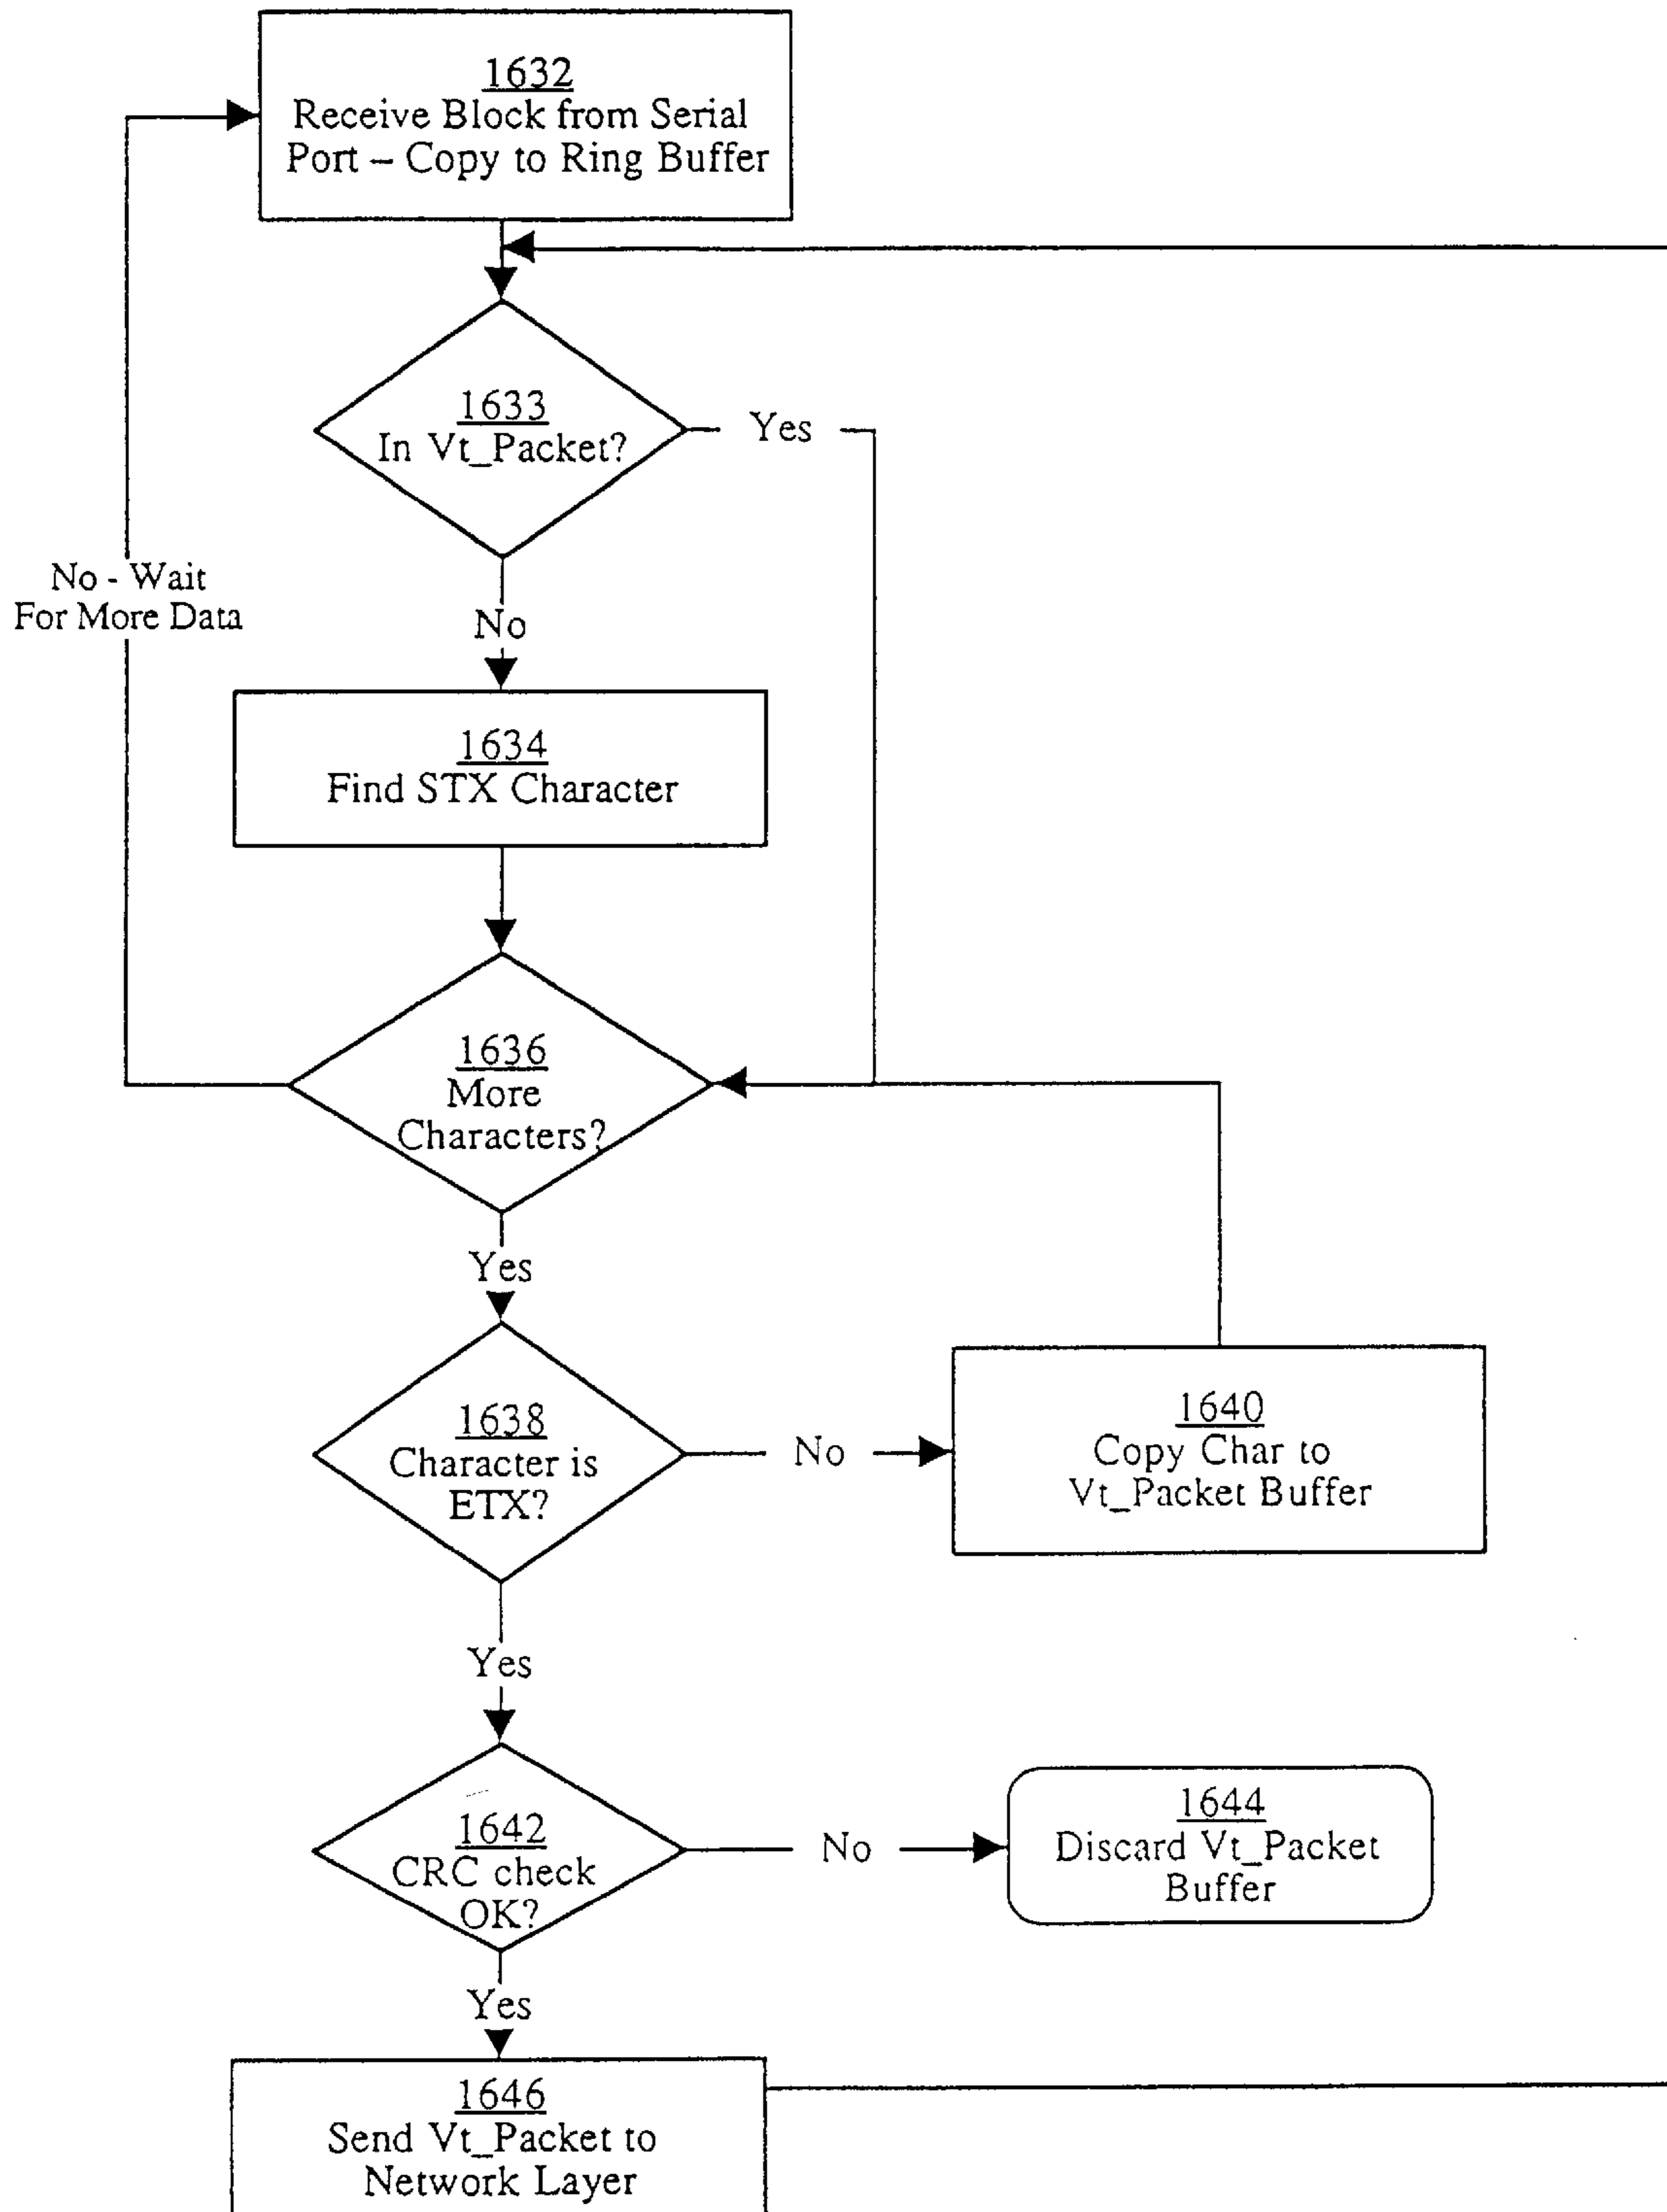 1632
Receive Block from Serial
Port – Copy to Ring Buffer
1633
In Vt_Packet?
Yes
No - Wait
For More Data
No
1634
Find STX Character
1636
More
Characters?
Yes
1638
Character is
ETX?
No
1640
Copy Char to
Vt_Packet Buffer
Yes
1642
CRC check
OK?
No
1644
Discard Vt_Packet
Buffer
Yes
1646
Send Vt_Packet to
Network Layer